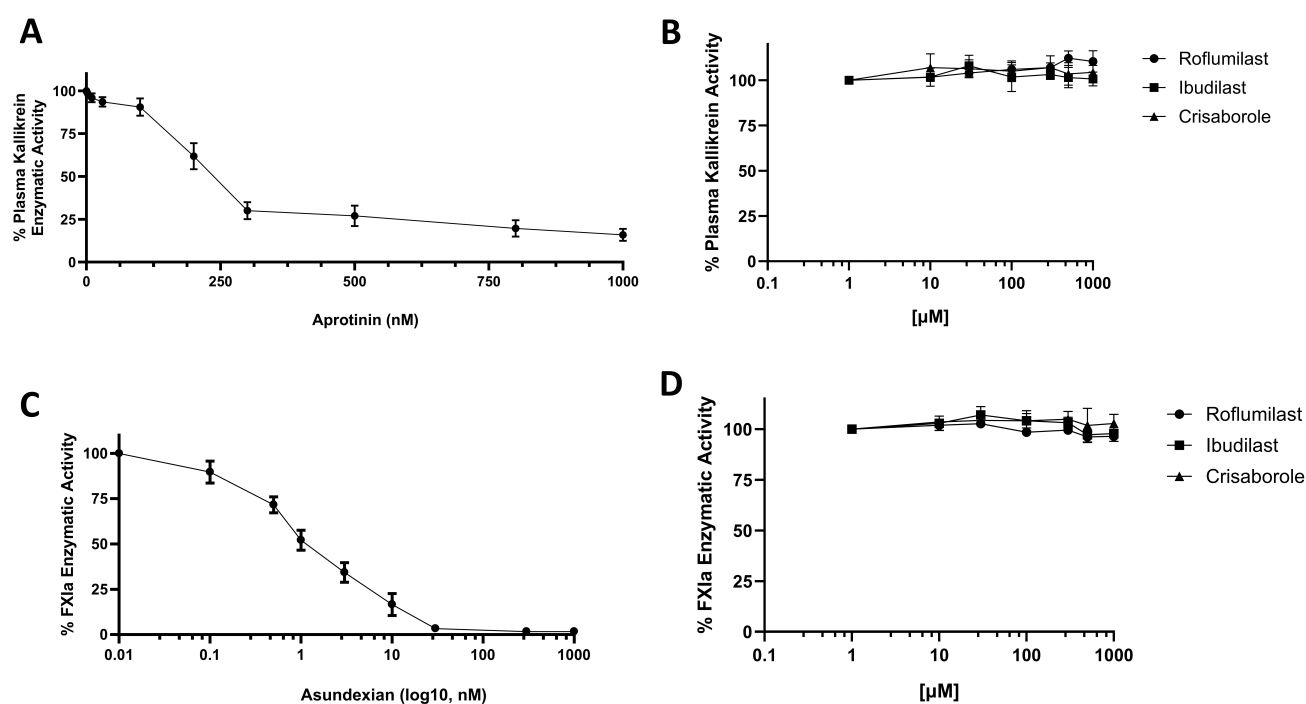 A
% Plasma Kallikrein
Enzymatic Activity
100
75
50
25
0
0 250 500 750 1000
Aprotinin (nM)
B
% Plasma Kallikrein Activity
100
75
50
25
0
0.1 1 10 100 1000
[µM]
Roflumilast
Ibudilast
Crisaborole
C
% FXIa Enzymatic Activity
100
75
50
25
0
0.01 0.1 1 10 100 1000
Asundexian (log10, nM)
D
% FXIa Enzymatic Activity
100
75
50
25
0
0.1 1 10 100 1000
[µM]
Roflumilast
Ibudilast
Crisaborole